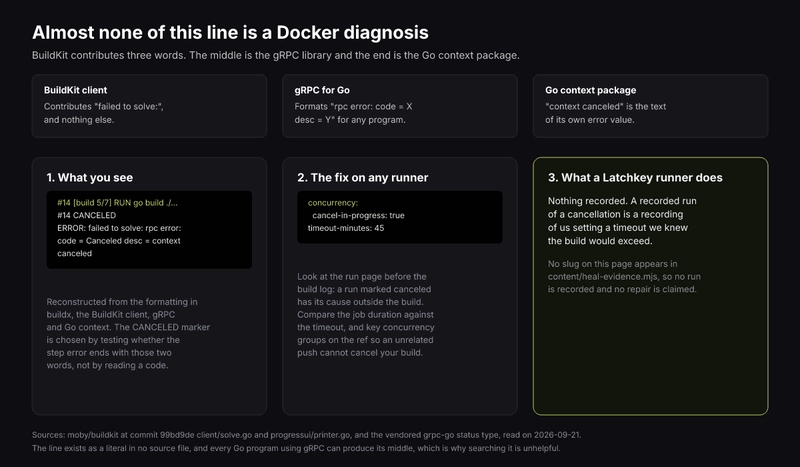 Almost none of this line is a Docker diagnosis
BuildKit contributes three words. The middle is the gRPC library and the end is the Go context package.
BuildKit client
Contributes "failed to solve:",
and nothing else.
gRPC for Go
Formats "rpc error: code = X
desc = Y" for any program.
Go context package
"context canceled" is the text
of its own error value.
1. What you see
#14 [build 5/7] RUN go build ./...
#14 CANCELED
ERROR: failed to solve: rpc error:
code = Canceled desc = context
canceled
Reconstructed from the formatting in
buildx, the BuildKit client, gRPC
and Go context. The CANCELED marker
is chosen by testing whether the
step error ends with those two
words, not by reading a code.
2. The fix on any runner
concurrency:
cancel-in-progress: true
timeout-minutes: 45
Look at the run page before the
build log: a run marked canceled
has its cause outside the build.
Compare the job duration against
the timeout, and key concurrency
groups on the ref so an unrelated
push cannot cancel your build.
3. What a Latchkey runner does
Nothing recorded. A recorded run
of a cancellation is a recording
of us setting a timeout we knew
the build would exceed.
No slug on this page appears in
content/heal-evidence.mjs, so no run
is recorded and no repair is claimed.
Sources: moby/buildkit at commit 99bd9de client/solve.go and progressui/printer.go, and the vendored grpc-go status type, read on 2026-09-21.
The line exists as a literal in no source file, and every Go program using gRPC can produce its middle, which is why searching it is unhelpful.